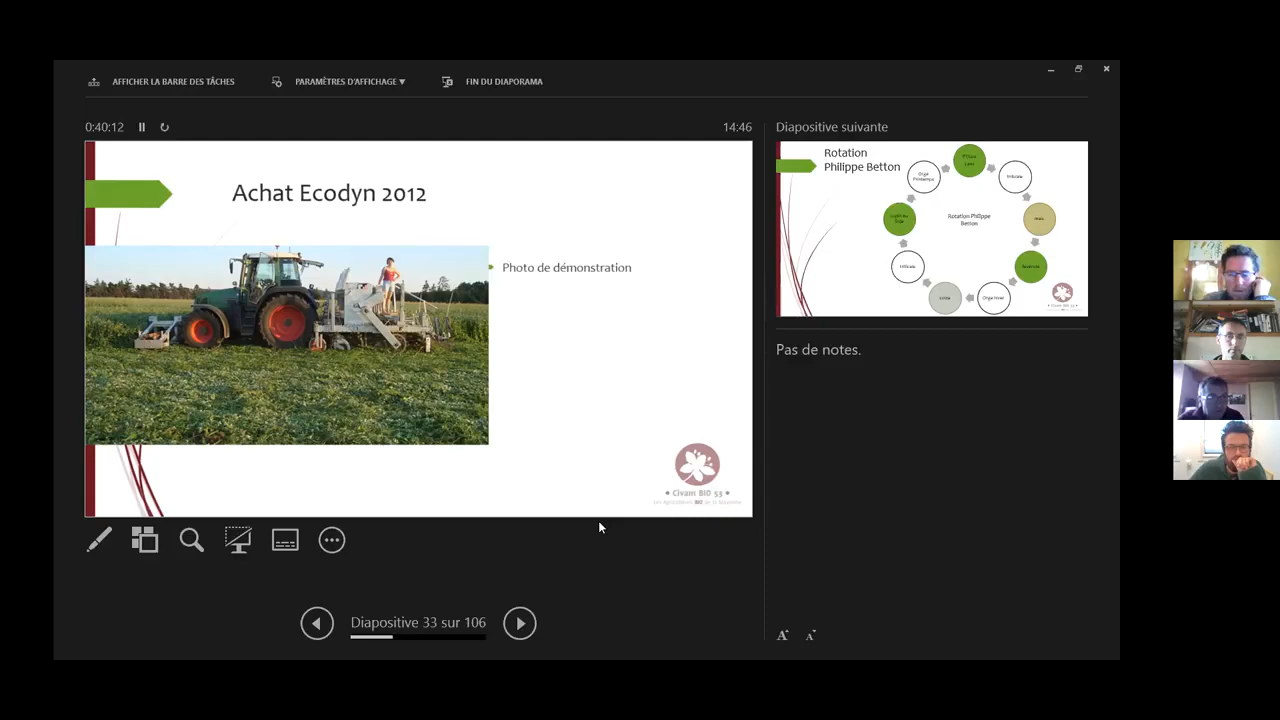 AFFICHER LA BARRE DES TÂCHES
PARAMÈTRES D'AFFICHAGE ▼
FIN DU DIAPORAMA
0:40:12
14:46
Achat Ecodyn 2012
Photo de démonstration
• Civam BIO 53 •
Diapositive suivante
Rotation
Philippe Betton
Orge
Printemps
Triticale
Maïs
Rotation Philippe
Betton
Triticale
Orge hiver
Pas de notes.
Diapositive 33 sur 106
A
A